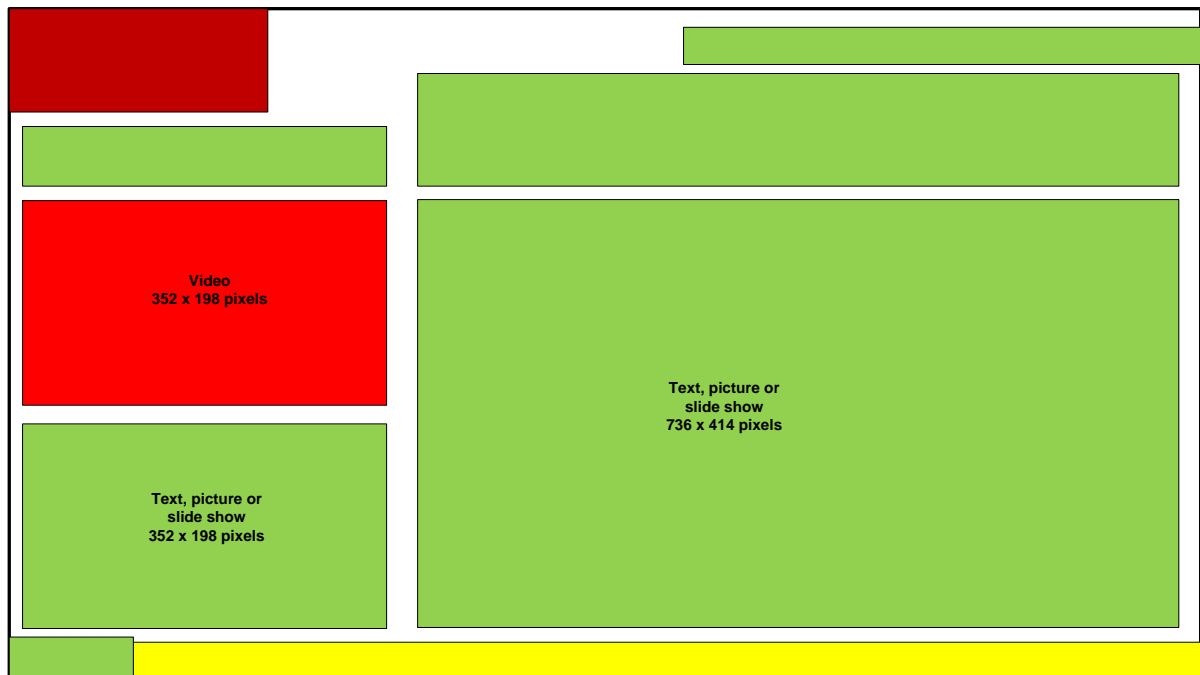 Video
352 x 198 pixels
Text, picture or
slide show
736 x 414 pixels
Text, picture or
slide show
352 x 198 pixels